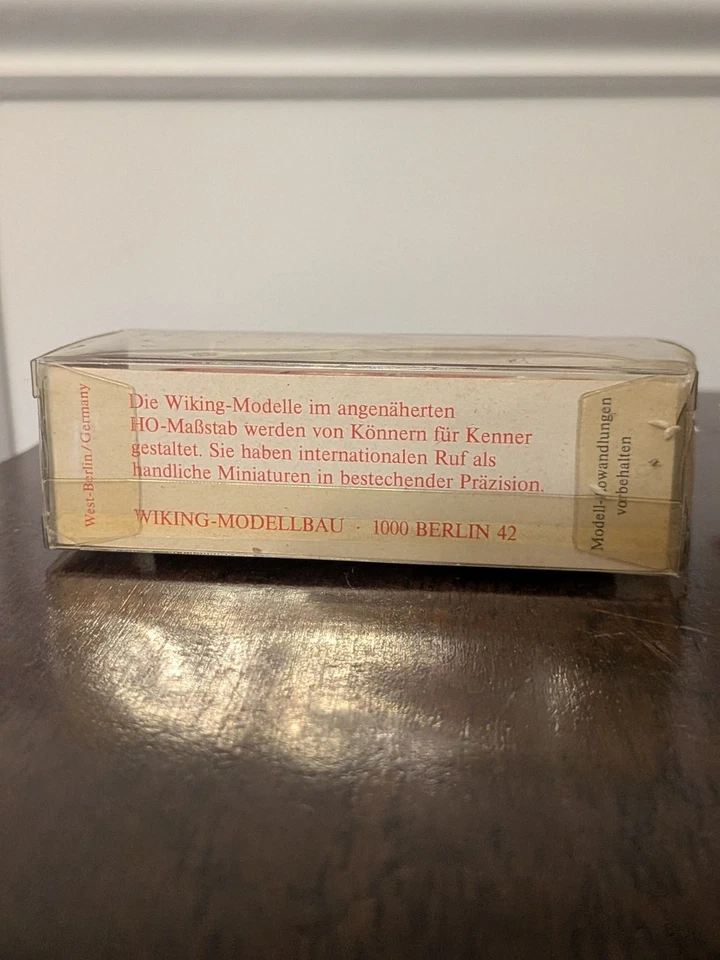 West-Berlin/Germany
Die Wiking-Modelle im angenäherten
HO-Maßstab werden von Könnern für Kenner
gestaltet. Sie haben internationalen Ruf als
handliche Miniaturen in bestechender Präzision.
WIKING-MODELLBAU · 1000 BERLIN 42
vorbehalten